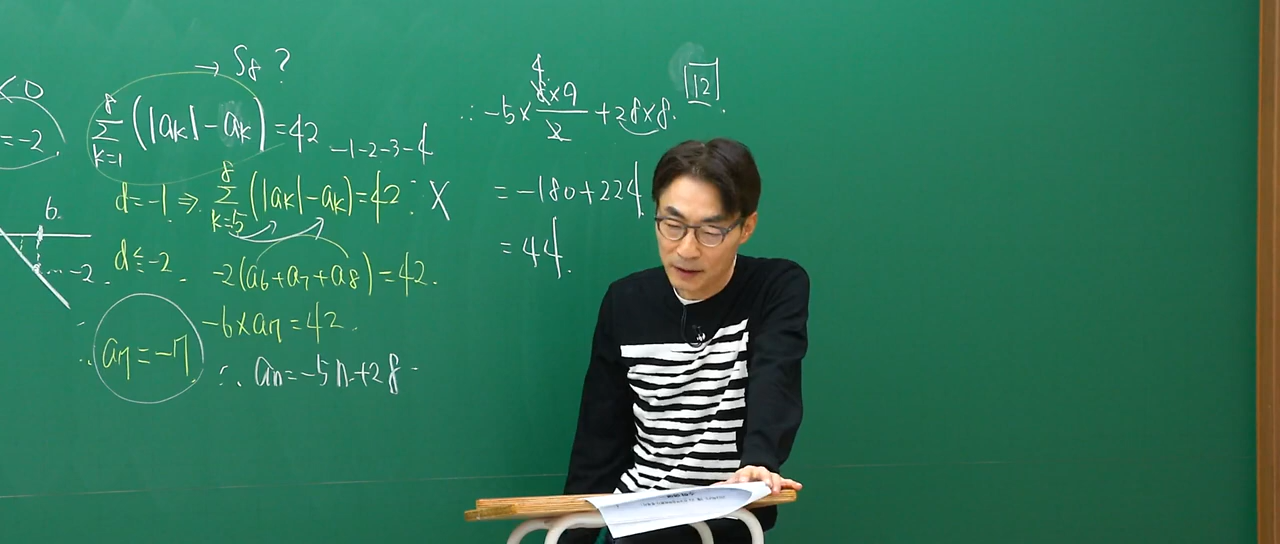 < 0
= -2.
6.
-2.
→ S₈ ?
∑_{k=1}^{8} (|aₖ| - aₖ) = 42
-1-2-3-4
d=-1. ⇒ ∑_{k=5}^{8} (|aₖ| - aₖ) = 42 : X
d ≤ -2. -2(a₆+a₇+a₈) = 42.
-6×a₇ = 42.
∴ a₇ = -7
∴ aₙ = -5n+28
12
∴ -5 × 8×9/2 + 28×8.
4
= -180+224
= 44.